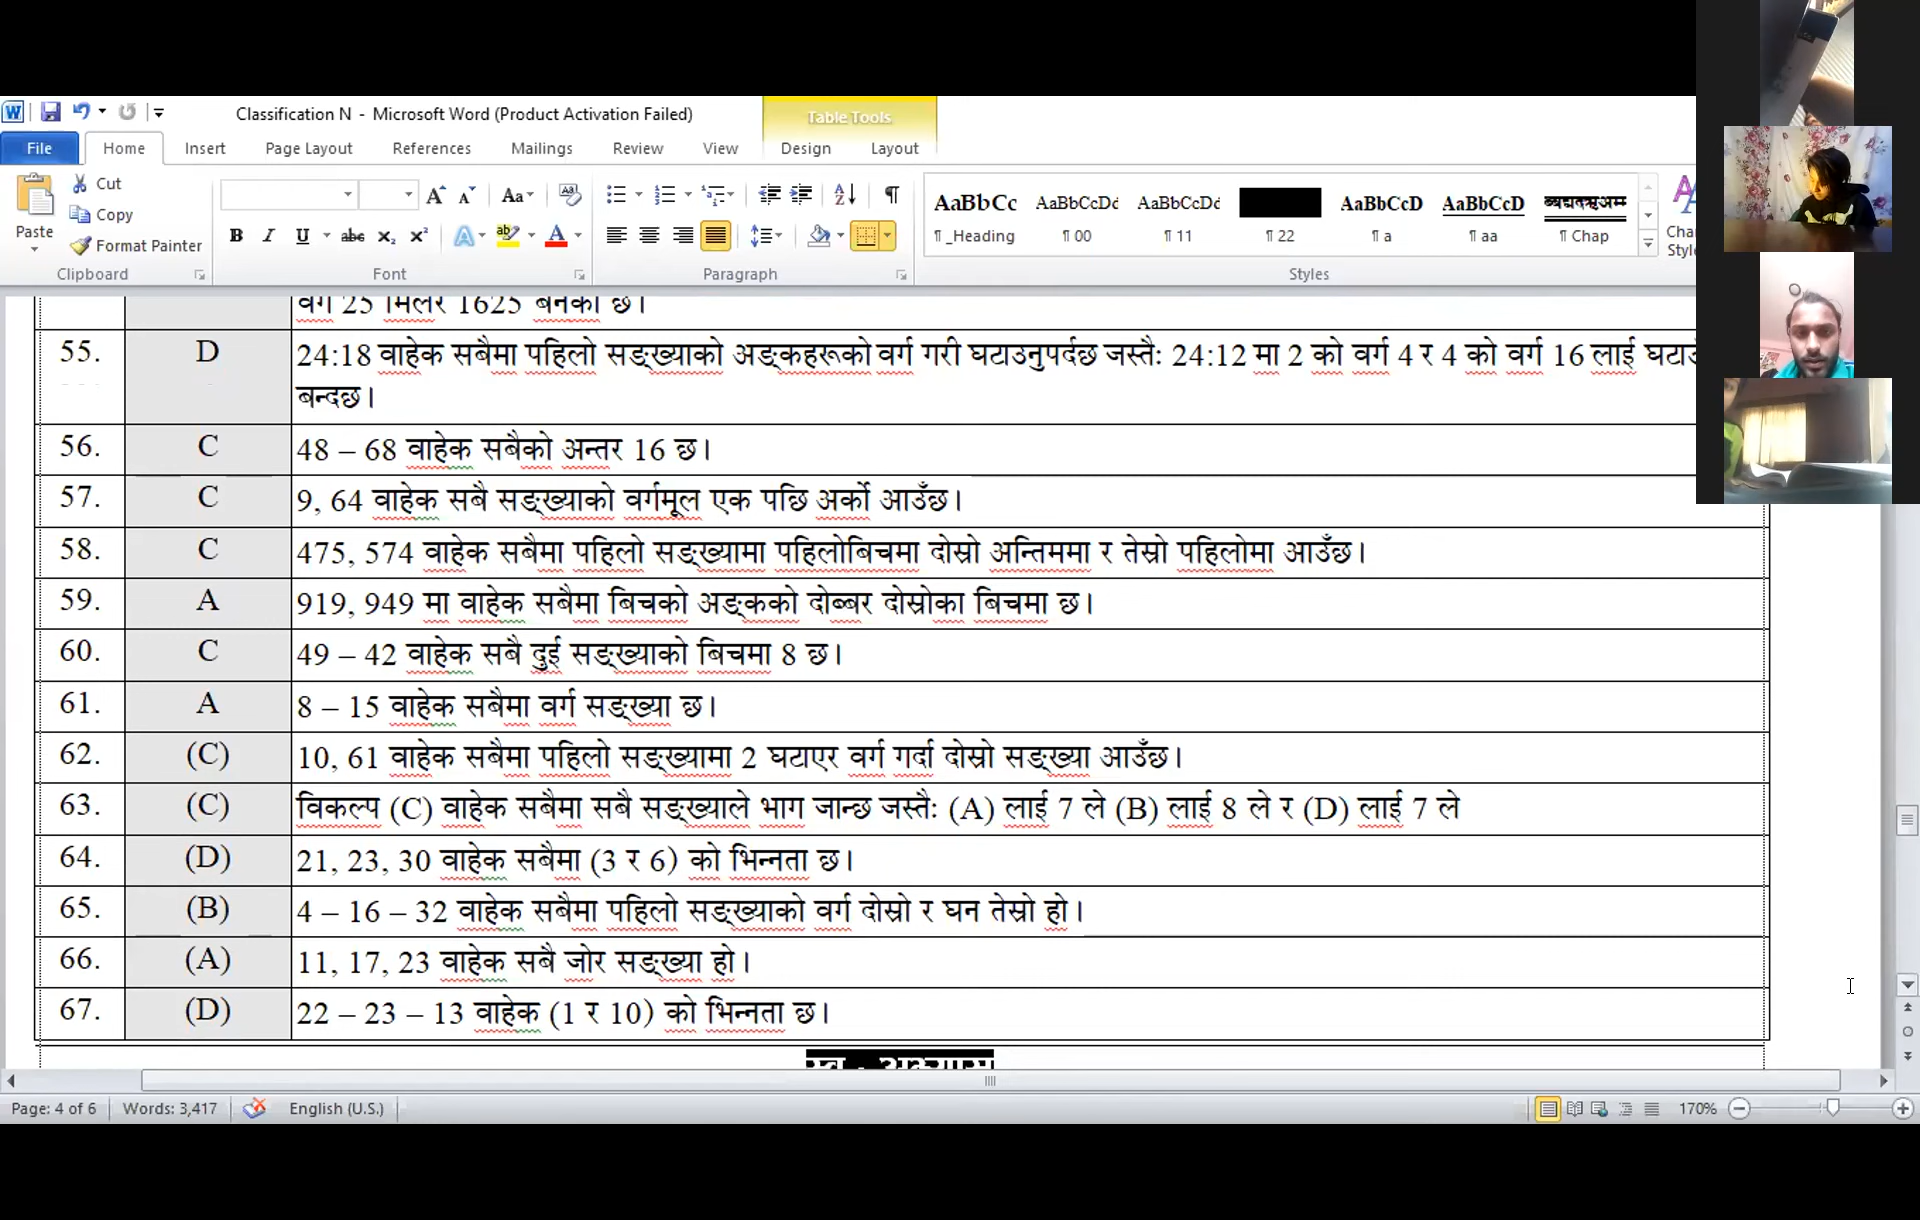 Classification N - Microsoft Word (Product Activation Failed)
Table Tools
File Home Insert Page Layout References Mailings Review View Design Layout
Cut
Copy
Format Painter
Paste
Clipboard
Font
Paragraph
Styles
AaBbCc AaBbCcDd AaBbCcDd AaBbCcD AaBbCcD
¶ _Heading ¶ 00 ¶ 11 ¶ 22 ¶ a ¶ aa ¶ Chap
वर्ग 25 मिलेर 1625 बनेको छ।
55. D 24:18 वाहेक सबैमा पहिलो सङ्ख्याको अङ्कहरूको वर्ग गरी घटाउनुपर्दछ जस्तैः 24:12 मा 2 को वर्ग 4 र 4 को वर्ग 16 लाई
बन्दछ।
56. C 48 – 68 वाहेक सबैको अन्तर 16 छ।
57. C 9, 64 वाहेक सबै सङ्ख्याको वर्गमूल एक पछि अर्को आउँछ।
58. C 475, 574 वाहेक सबैमा पहिलो सङ्ख्यामा पहिलोबिचमा दोस्रो अन्तिममा र तेस्रो पहिलोमा आउँछ।
59. A 919, 949 मा वाहेक सबैमा बिचको अङ्कको दोब्बर दोस्रोका बिचमा छ।
60. C 49 – 42 वाहेक सबै दुई सङ्ख्याको बिचमा 8 छ।
61. A 8 – 15 वाहेक सबैमा वर्ग सङ्ख्या छ।
62. (C) 10, 61 वाहेक सबैमा पहिलो सङ्ख्यामा 2 घटाएर वर्ग गर्दा दोस्रो सङ्ख्या आउँछ।
63. (C) विकल्प (C) वाहेक सबैमा सबै सङ्ख्याले भाग जान्छ जस्तैः (A) लाई 7 ले (B) लाई 8 ले र (D) लाई 7 ले
64. (D) 21, 23, 30 वाहेक सबैमा (3 र 6) को भिन्नता छ।
65. (B) 4 – 16 – 32 वाहेक सबैमा पहिलो सङ्ख्याको वर्ग दोस्रो र घन तेस्रो हो।
66. (A) 11, 17, 23 वाहेक सबै जोर सङ्ख्या हो।
67. (D) 22 – 23 – 13 वाहेक (1 र 10) को भिन्नता छ।
Page: 4 of 6 Words: 3,417 English (U.S.) 170%